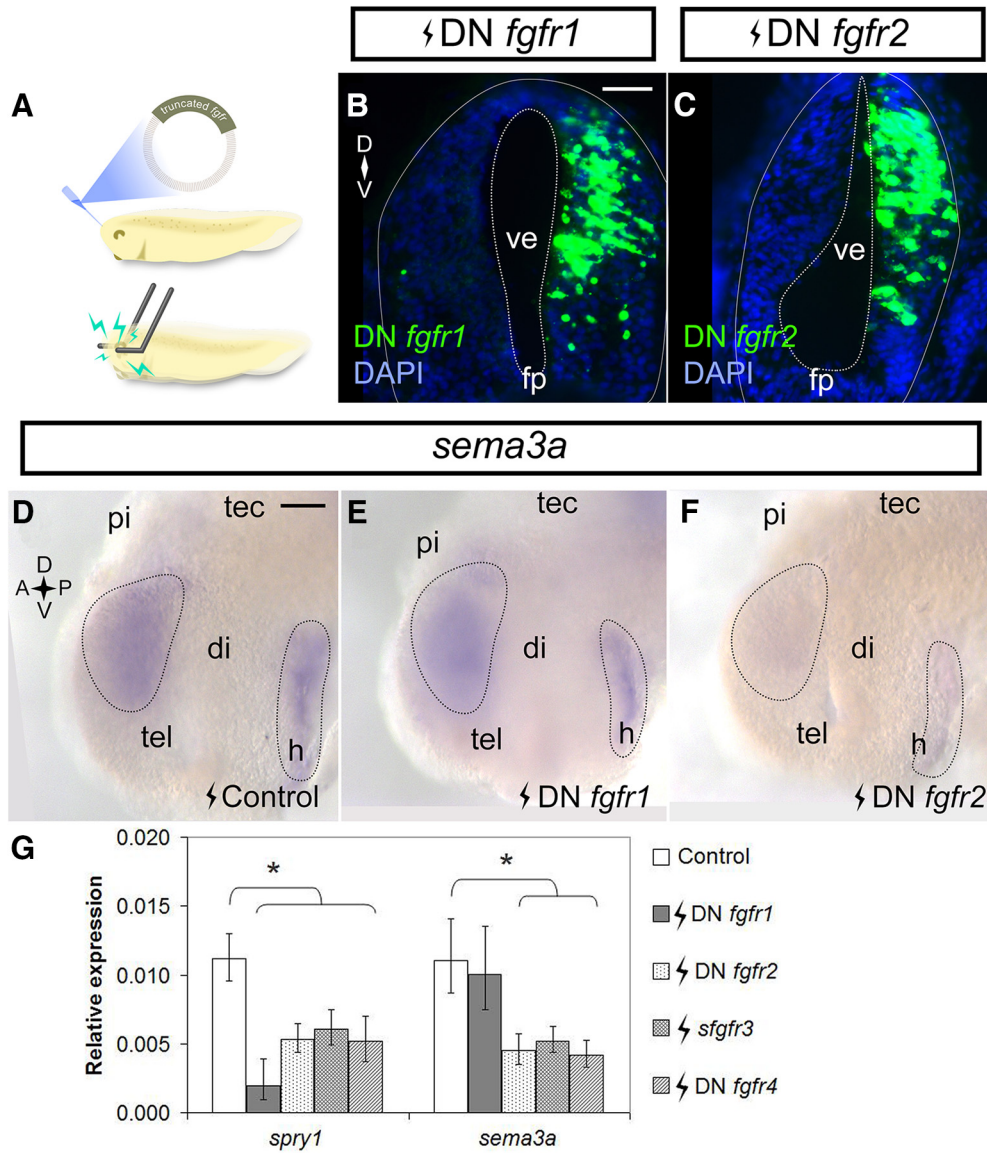 DN fgfr1
DN fgfr2
A
truncated fgfr
B
D
V
ve
DN fgfr1
DAPI
fp
C
ve
DN fgfr2
DAPI
fp
sema3a
D
pi
tec
D
A P
V
di
tel
h
Control
E
tec
pi
di
tel
h
DN fgfr1
F
pi
tec
di
tel
h
DN fgfr2
G
Relative expression
0.020
0.015
0.010
0.005
0.000
*
*
spry1
sema3a
Control
DN fgfr1
DN fgfr2
sfgfr3
DN fgfr4